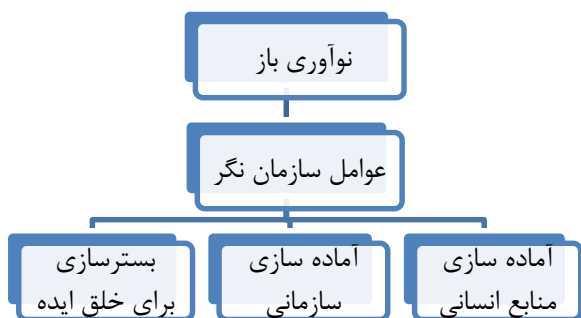 نوآوری باز
عوامل سازمان نگر
آماده سازی
منابع انسانی
آماده سازی
سازمانی
بسترسازی
برای خلق ایده